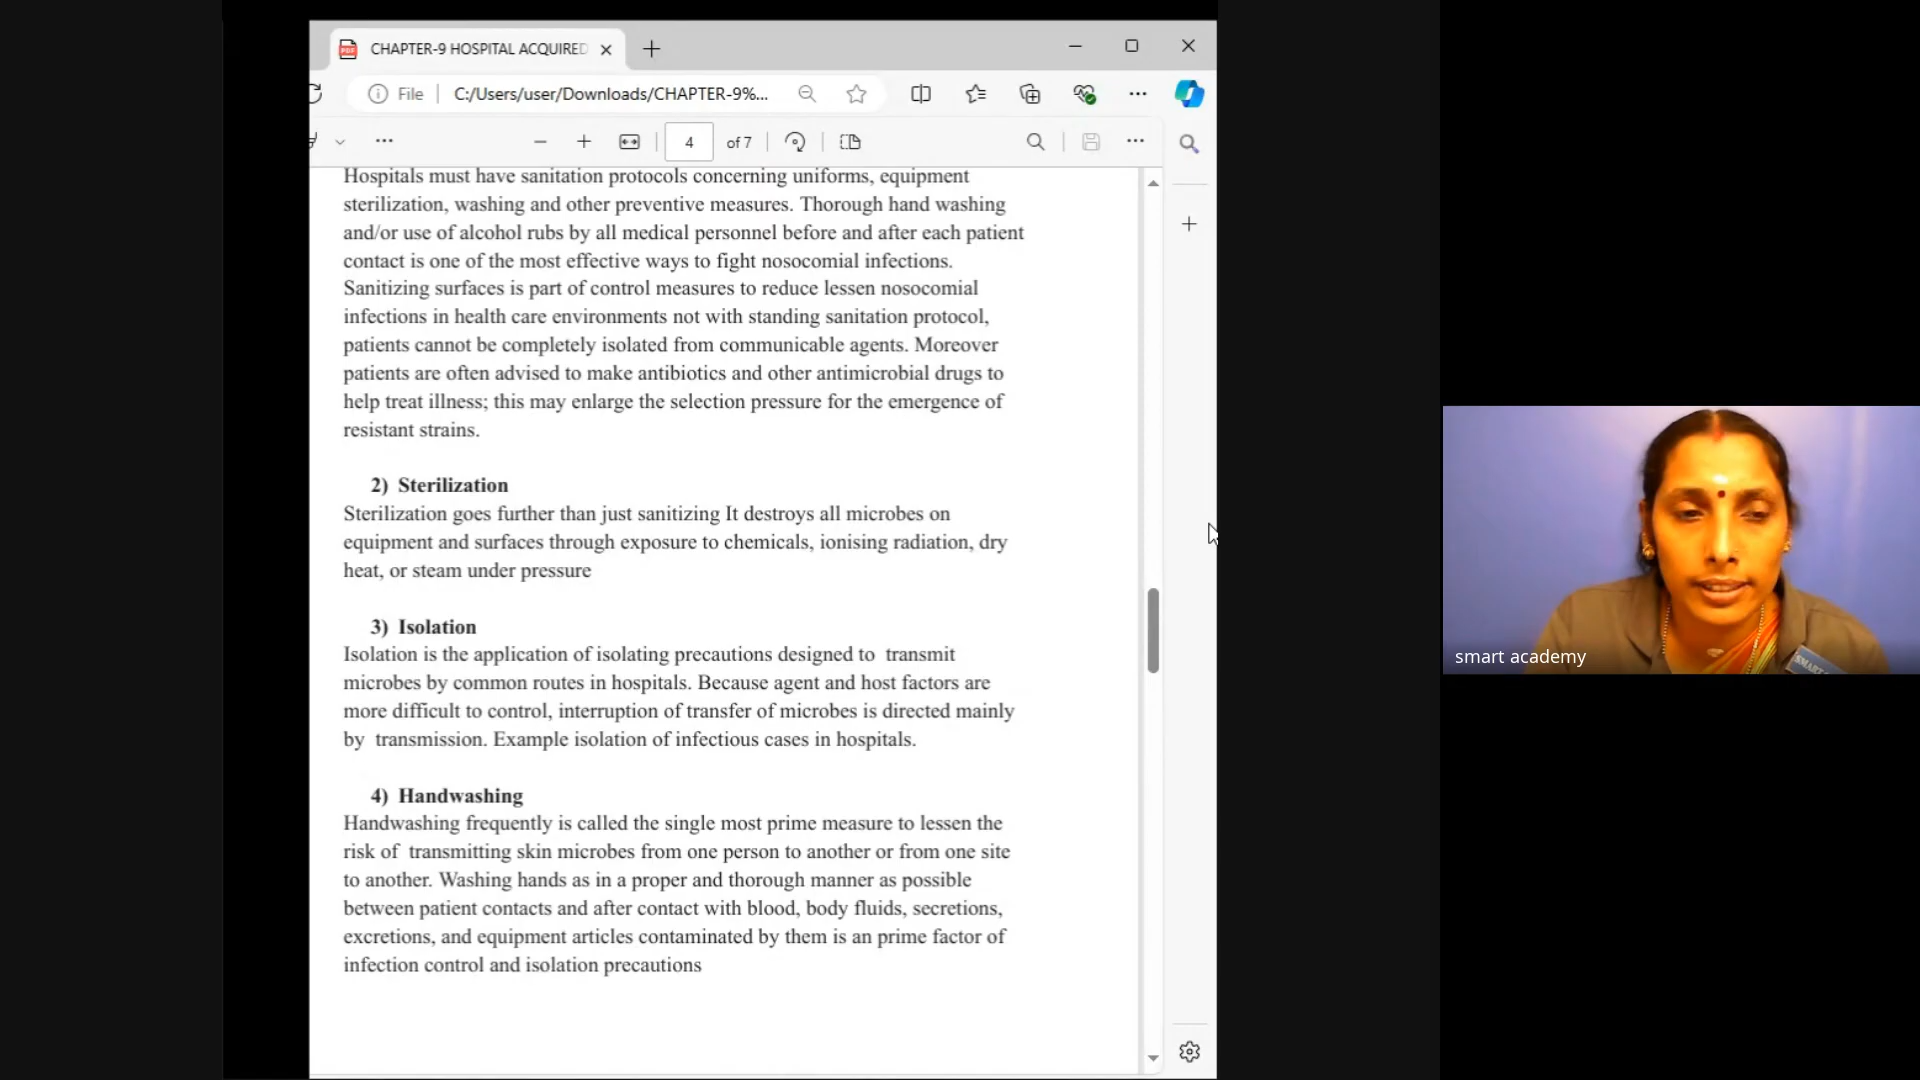 CHAPTER-9 HOSPITAL ACQUIRED
File
C:/Users/user/Downloads/CHAPTER-9%...
4 of 7
Hospitals must have sanitation protocols concerning uniforms, equipment
sterilization, washing and other preventive measures. Thorough hand washing
and/or use of alcohol rubs by all medical personnel before and after each patient
contact is one of the most effective ways to fight nosocomial infections.
Sanitizing surfaces is part of control measures to reduce lessen nosocomial
infections in health care environments not with standing sanitation protocol,
patients cannot be completely isolated from communicable agents. Moreover
patients are often advised to make antibiotics and other antimicrobial drugs to
help treat illness; this may enlarge the selection pressure for the emergence of
resistant strains.
2) Sterilization
Sterilization goes further than just sanitizing It destroys all microbes on
equipment and surfaces through exposure to chemicals, ionising radiation, dry
heat, or steam under pressure
3) Isolation
Isolation is the application of isolating precautions designed to transmit
microbes by common routes in hospitals. Because agent and host factors are
more difficult to control, interruption of transfer of microbes is directed mainly
by transmission. Example isolation of infectious cases in hospitals.
4) Handwashing
Handwashing frequently is called the single most prime measure to lessen the
risk of transmitting skin microbes from one person to another or from one site
to another. Washing hands as in a proper and thorough manner as possible
between patient contacts and after contact with blood, body fluids, secretions,
excretions, and equipment articles contaminated by them is an prime factor of
infection control and isolation precautions
smart academy